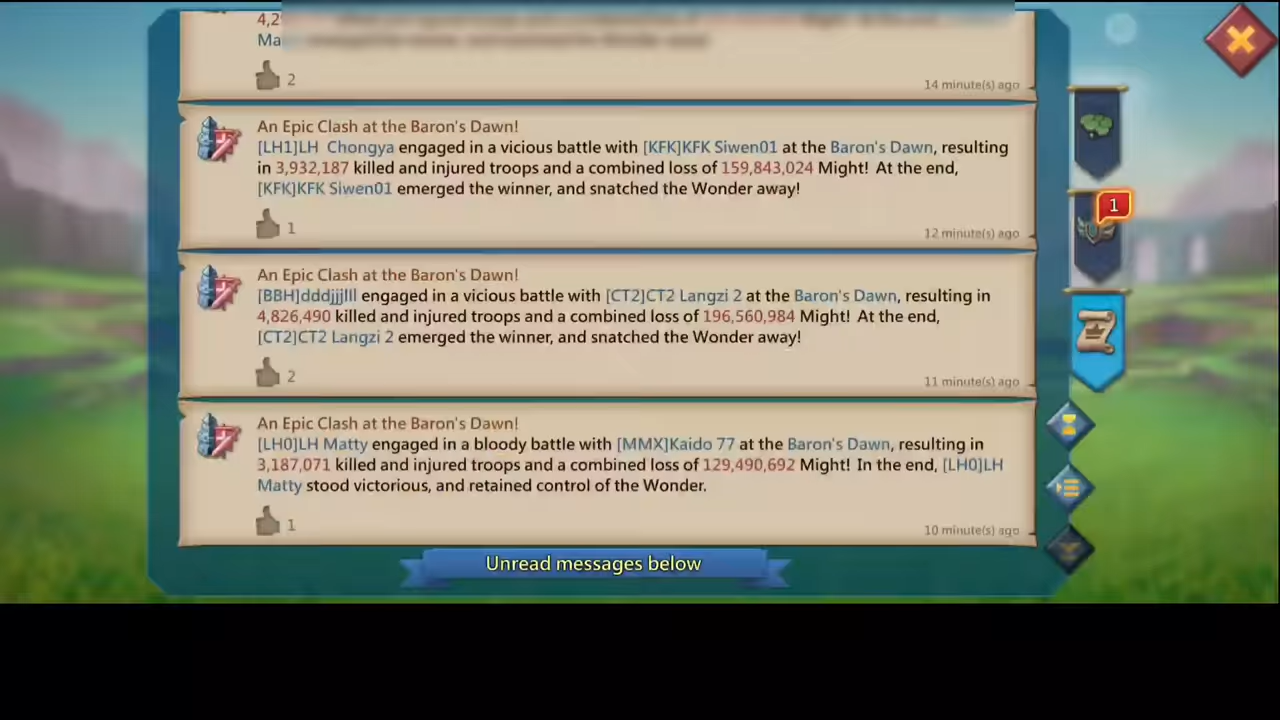 4,2
Ma
2
14 minute(s) ago
An Epic Clash at the Baron's Dawn!
[LH1]LH Chongya engaged in a vicious battle with [KFK]KFK Siwen01 at the Baron's Dawn, resulting
in 3,932,187 killed and injured troops and a combined loss of 159,843,024 Might! At the end,
[KFK]KFK Siwen01 emerged the winner, and snatched the Wonder away!
1
12 minute(s) ago
1
An Epic Clash at the Baron's Dawn!
[BBH]dddjjjlll engaged in a vicious battle with [CT2]CT2 Langzi 2 at the Baron's Dawn, resulting in
4,826,490 killed and injured troops and a combined loss of 196,560,984 Might! At the end,
[CT2]CT2 Langzi 2 emerged the winner, and snatched the Wonder away!
2
11 minute(s) ago
An Epic Clash at the Baron's Dawn!
[LH0]LH Matty engaged in a bloody battle with [MMX]Kaido 77 at the Baron's Dawn, resulting in
3,187,071 killed and injured troops and a combined loss of 129,490,692 Might! In the end, [LH0]LH
Matty stood victorious, and retained control of the Wonder.
1
10 minute(s) ago
Unread messages below